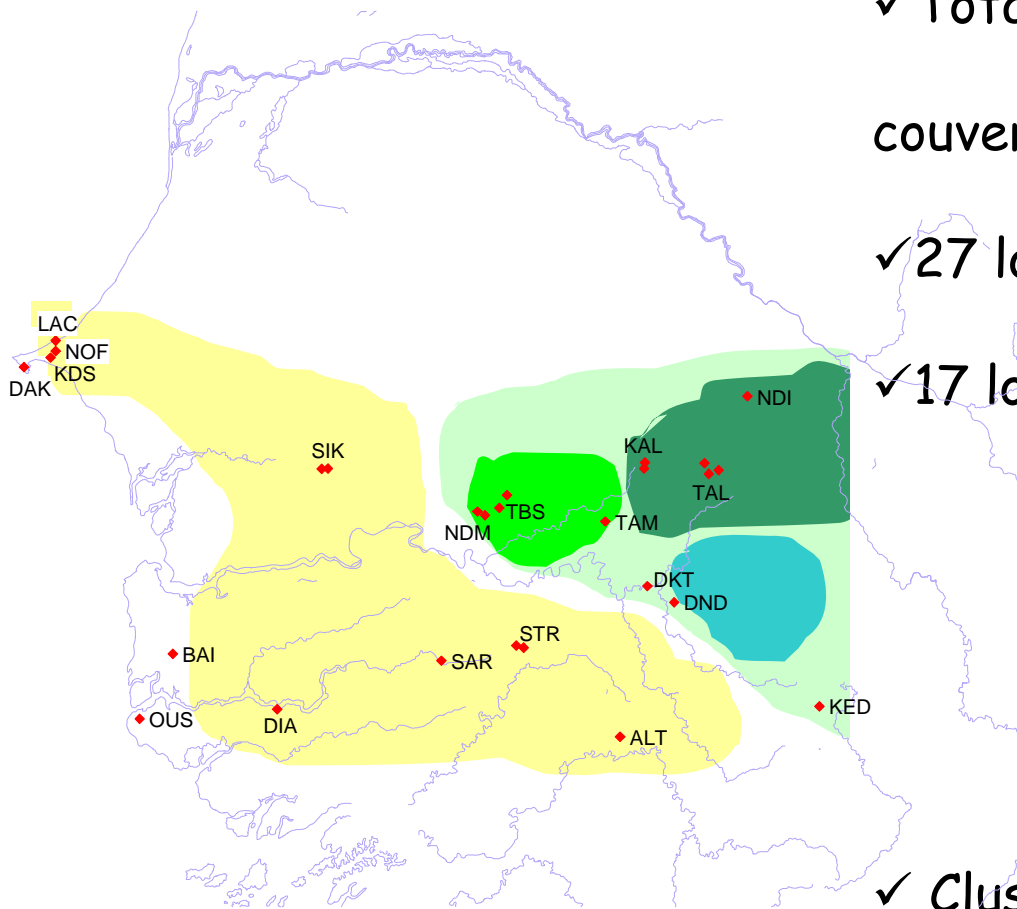 ✓
couver
✓27
✓17
LAC
NOF
KDS
DAK
NDI
SIK
KAL
TAL
TBS
NDM
TAM
DKT
DND
STR
BAI
SAR
OUS
DIA
KED
ALT
✓ Clus